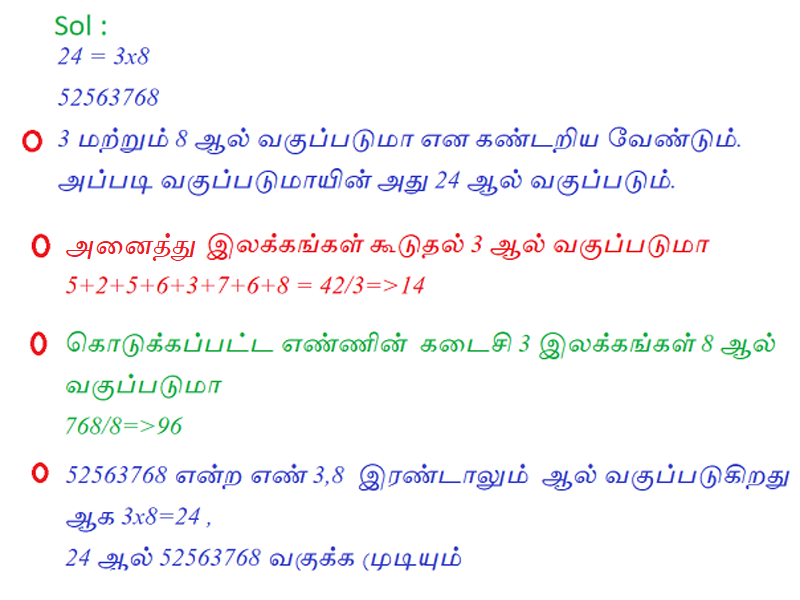 Sol :
24 = 3x8
52563768
3 மற்றும் 8 ஆல் வகுப்படுமா என கண்டறிய வேண்டும்.
அப்படி வகுப்படுமாயின் அது 24 ஆல் வகுப்படும்.
அனைத்து இலக்கங்கள் கூடுதல் 3 ஆல் வகுப்படுமா
5+2+5+6+3+7+6+8 = 42/3=>14
கொடுக்கப்பட்ட எண்ணின் கடைசி 3 இலக்கங்கள் 8 ஆல்
வகுப்படுமா
768/8=>96
52563768 என்ற எண் 3,8 இரண்டாலும் ஆல் வகுப்படுகிறது
ஆக 3x8=24 ,
24 ஆல் 52563768 வகுக்க முடியும்